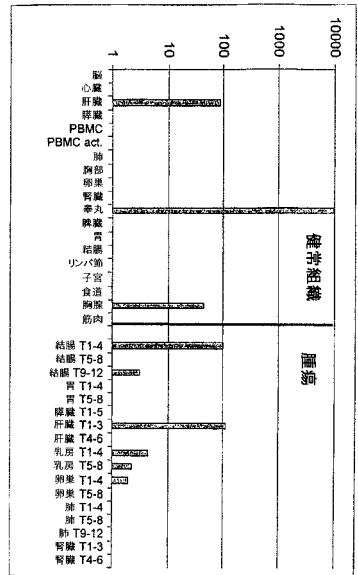 1
10
100
1000
10000
脳
心臓
肝臓
膵臓
PBMC
PBMC act.
肺
胸部
卵巣
腎臓
睾丸
脾臓
胃
結腸
リンパ節
子宮
食道
胸腺
筋肉
健常組織
結腸 T1-4
結腸 T5-8
結腸 T9-12
胃 T1-4
胃 T5-8
膵臓 T1-5
肝臓 T1-3
肝臓 T4-6
乳房 T1-4
乳房 T5-8
卵巣 T1-4
卵巣 T5-8
肺 T1-4
肺 T5-8
肺 T9-12
腎臓 T1-3
腎臓 T4-6
腫瘍